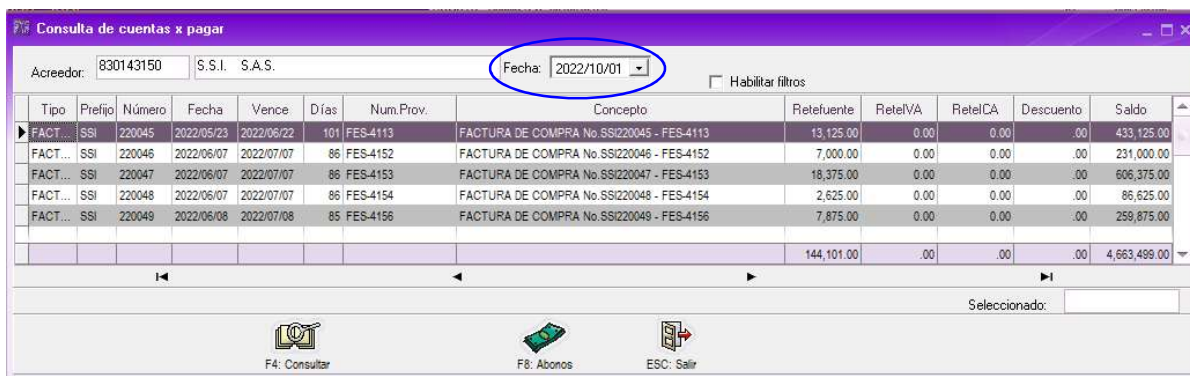 Consulta de cuentas x pagar
Acreedor: 830143150 S.S.I. S.A.S. Fecha: 2022/10/01 Habilitar filtros
Tipo Prefijo Número Fecha Vence Días Num.Prov. Concepto Retefuente ReteIVA ReteICA Descuento Saldo
FACT... SSI 220045 2022/05/23 2022/06/22 101 FES-4113 FACTURA DE COMPRA No.SSI220045 - FES-4113 13,125.00 0.00 0.00 .00 433,125.00
FACT... SSI 220046 2022/06/07 2022/07/07 86 FES-4152 FACTURA DE COMPRA No.SSI220046 - FES-4152 7,000.00 0.00 0.00 .00 231,000.00
FACT... SSI 220047 2022/06/07 2022/07/07 86 FES-4153 FACTURA DE COMPRA No.SSI220047 - FES-4153 18,375.00 0.00 0.00 .00 606,375.00
FACT... SSI 220048 2022/06/07 2022/07/07 86 FES-4154 FACTURA DE COMPRA No.SSI220048 - FES-4154 2,625.00 0.00 0.00 .00 86,625.00
FACT... SSI 220049 2022/06/08 2022/07/08 85 FES-4156 FACTURA DE COMPRA No.SSI220049 - FES-4156 7,875.00 0.00 0.00 .00 259,875.00
144,101.00 .00 .00 .00 4,663,499.00
Seleccionado:
F4: Consultar F8: Abonos ESC: Salir